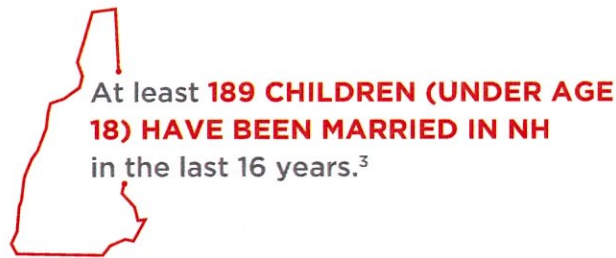 At least 189 CHILDREN (UNDER AGE
18) HAVE BEEN MARRIED IN NH
in the last 16 years.³